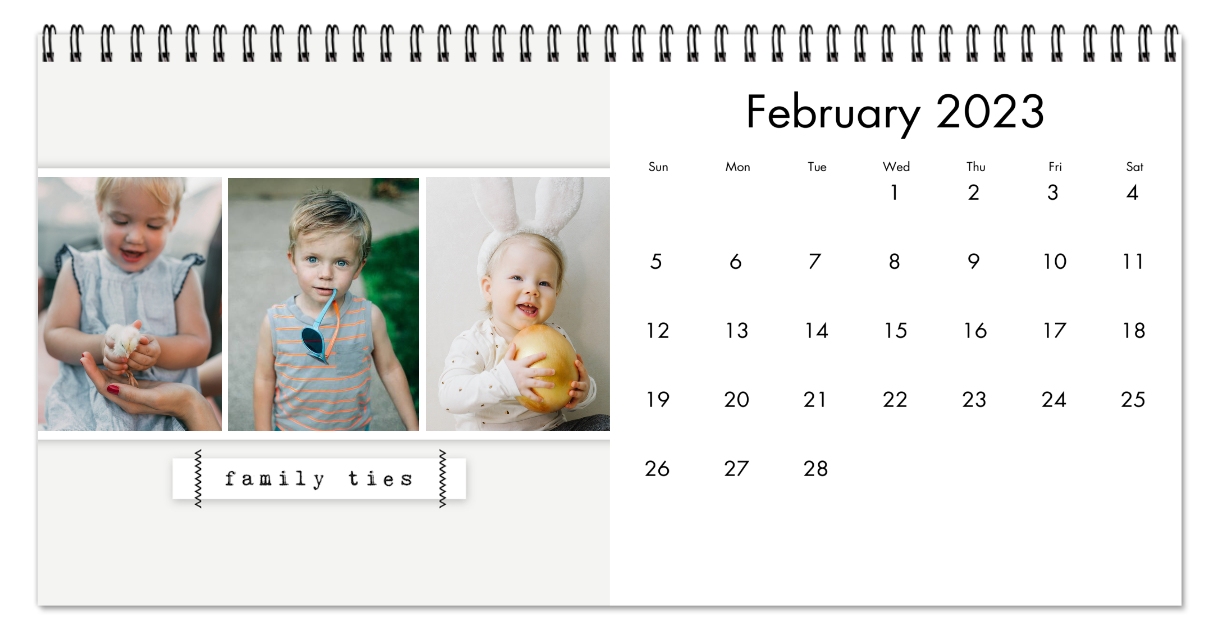 family ties
February 2023
Sun Mon Tue Wed Thu Fri Sat
1 2 3 4
5 6 7 8 9 10 11
12 13 14 15 16 17 18
19 20 21 22 23 24 25
26 27 28